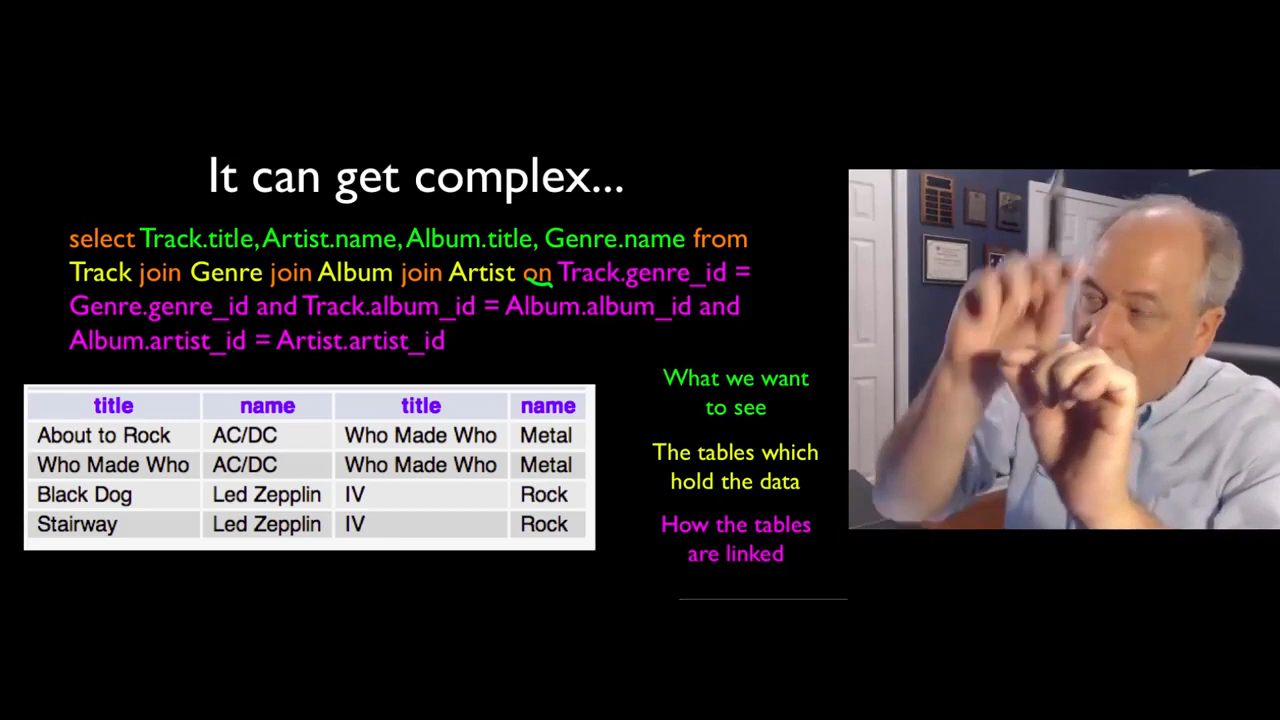 It can get complex...
select Track.title, Artist.name, Album.title, Genre.name from
Track join Genre join Album join Artist on Track.genre_id =
Genre.genre_id and Track.album_id = Album.album_id and
Album.artist_id = Artist.artist_id
title name title name
About to Rock AC/DC Who Made Who Metal
Who Made Who AC/DC Who Made Who Metal
Black Dog Led Zepplin IV Rock
Stairway Led Zepplin IV Rock
What we want
to see
The tables which
hold the data
How the tables
are linked